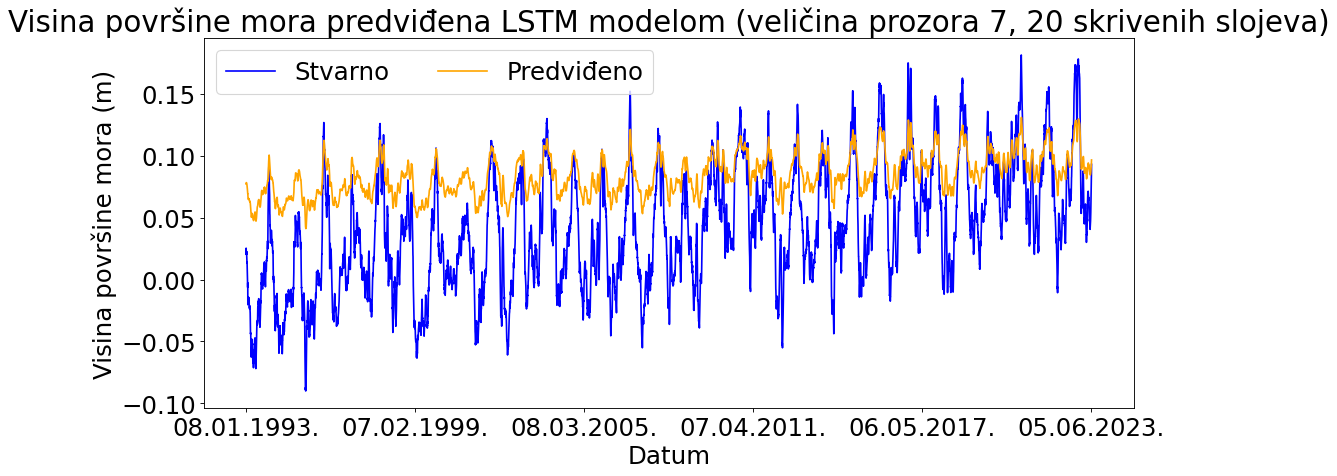 Visina površine mora predviđena LSTM modelom (veličina prozora 7, 20 skrivenih slojeva)
Stvarno Predviđeno
Visina površine mora (m)
0.15
0.10
0.05
0.00
−0.05
−0.10
08.01.1993. 07.02.1999. 08.03.2005. 07.04.2011. 06.05.2017. 05.06.2023.
Datum